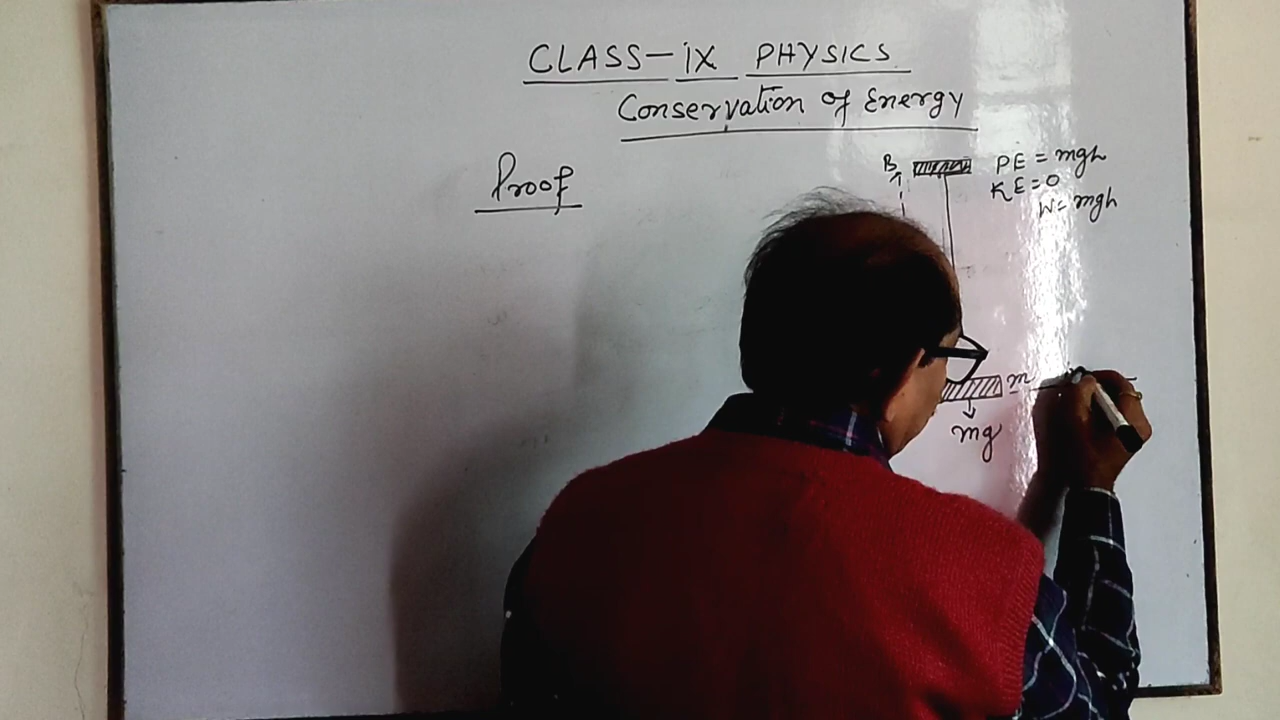 CLASS-IX PHYSICS
Conservation of Energy
Proof
B
PE = mgh
KE = 0
W = mgh
m
mg